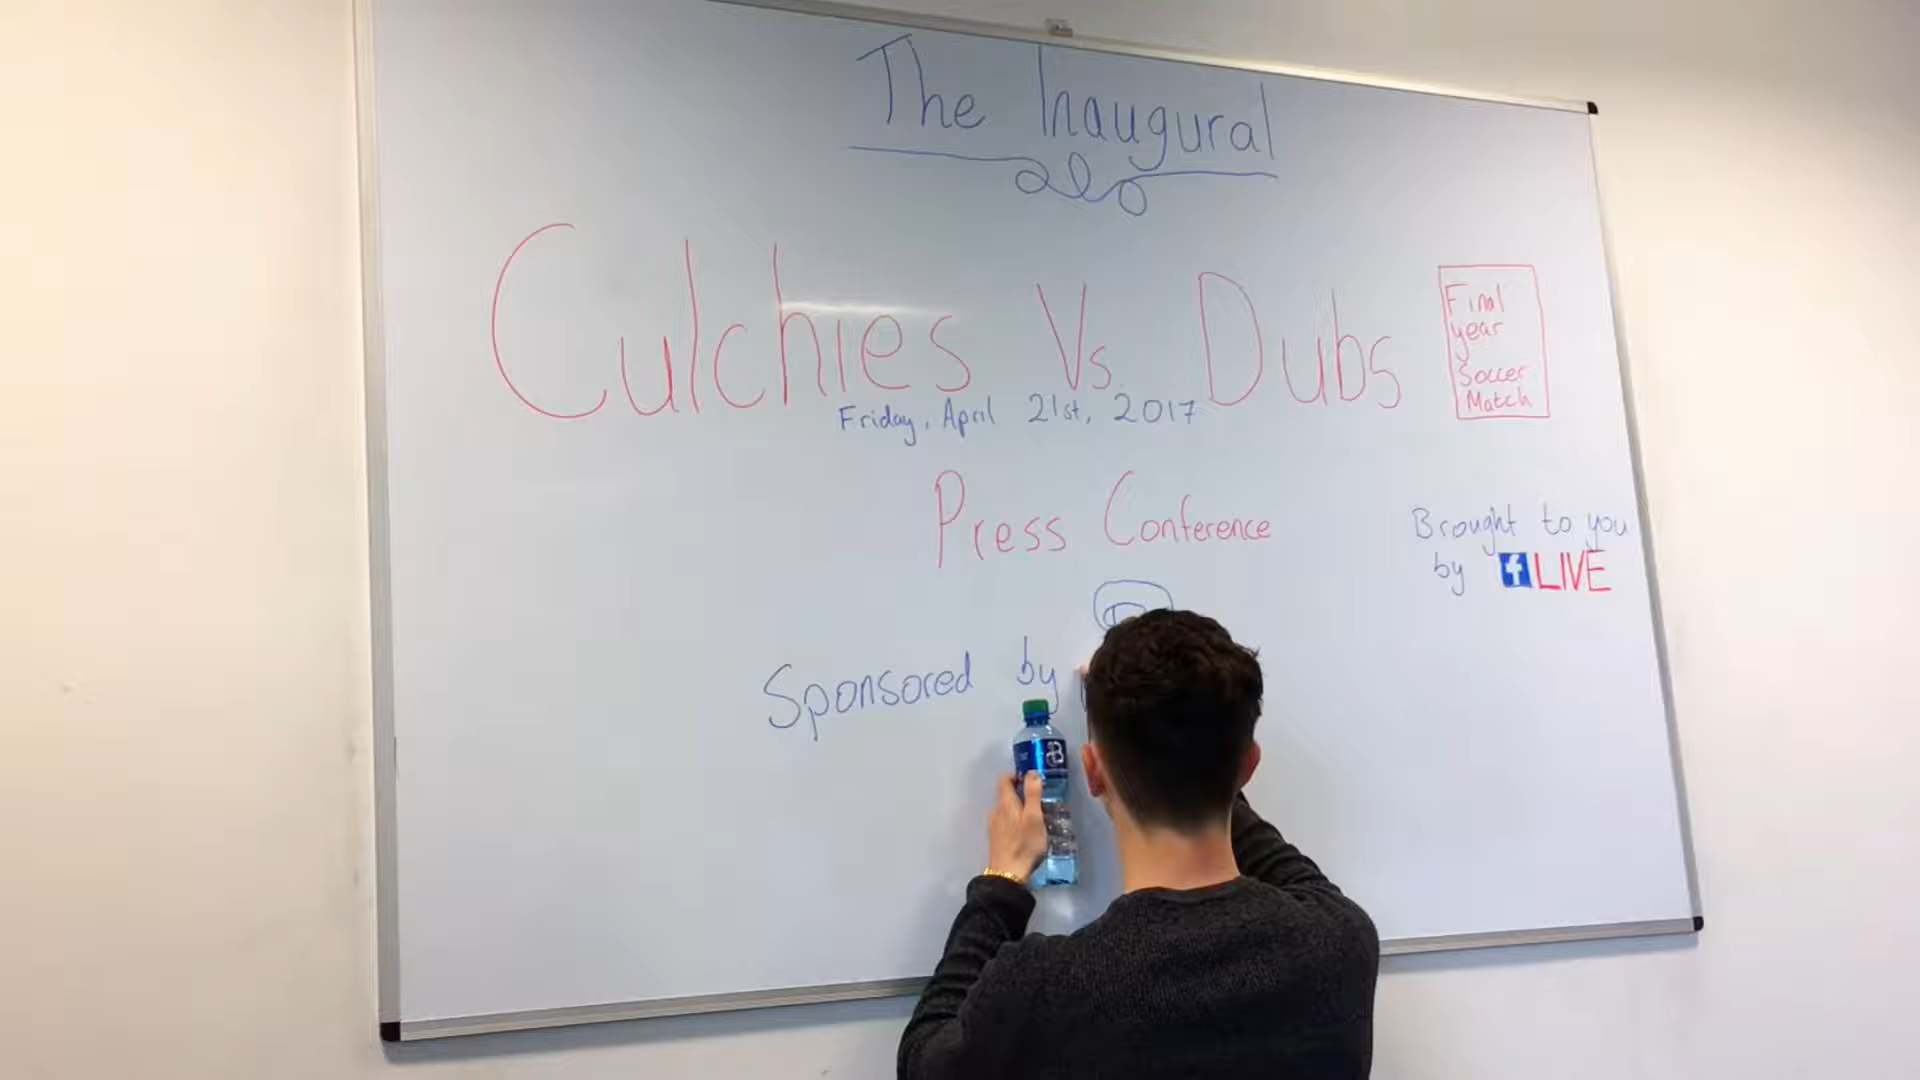 The Inaugural
Culchies Vs. Dubs
Friday, April 21st, 2017
Final
year
Soccer
Match
Press Conference
Brought to you
by f LIVE
Sponsored by